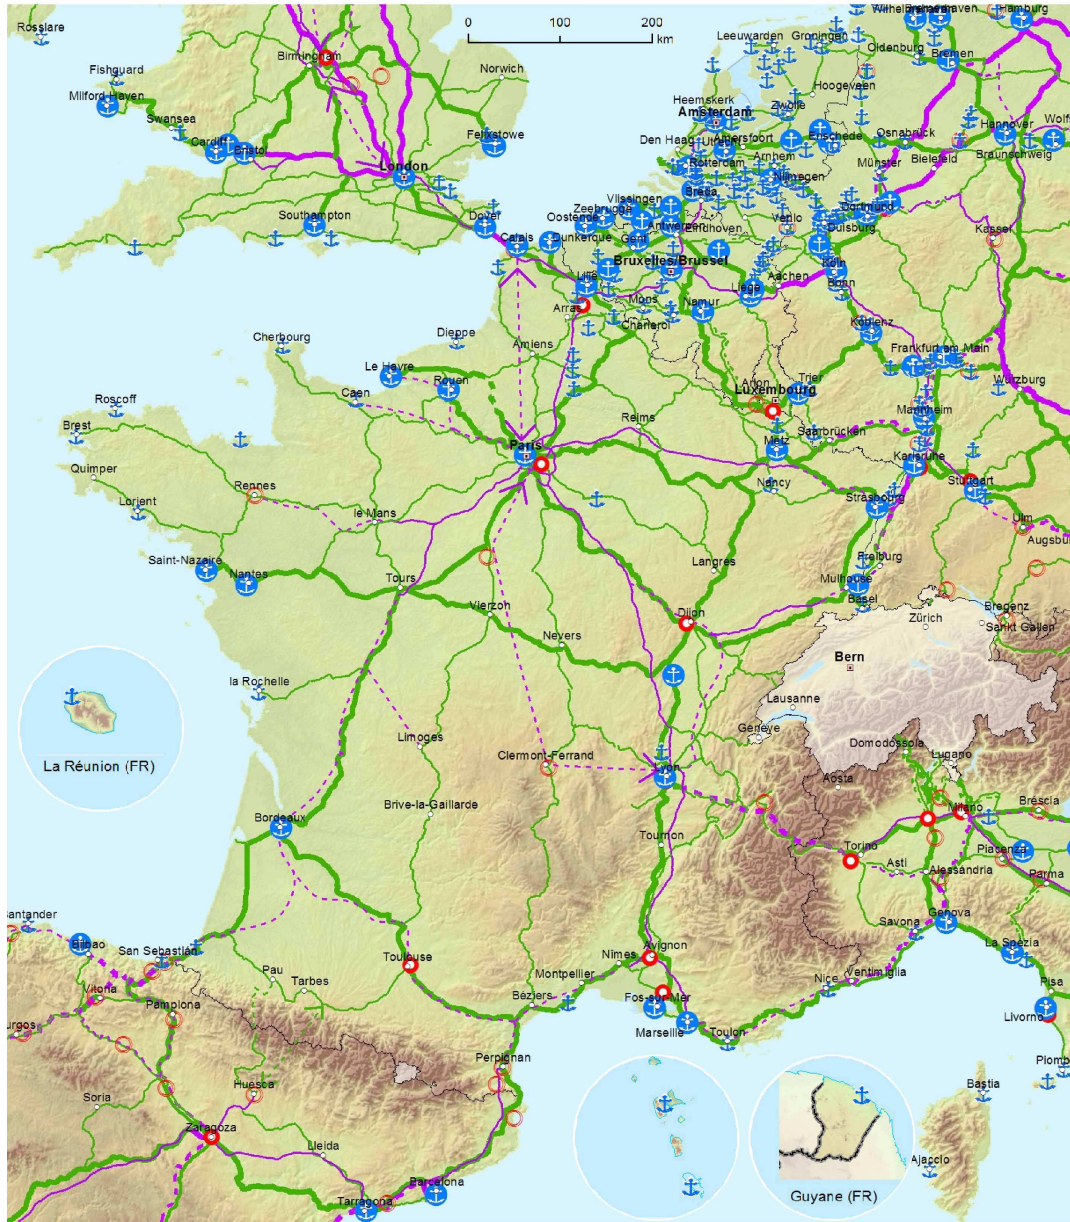 0 100 200
km
Rosslare
Fishguard
Milford Haven
Swansea
Cardiff
Bristol
Birmingham
Norwich
Felixstowe
London
Southampton
Dover
Calais
Leeuwarden
Groningen
Wilhelmshaven
Bremerhaven
Hamburg
Oldenburg
Bremen
Hoogeveen
Heemskerk
Zwolle
Amsterdam
Amersfoort
Enschede
Osnabrück
Hannover
Wolfs
Braunschweig
Bielefeld
Den Haag
Utrecht
Arnhem
Münster
Rotterdam
Nijmegen
Breda
Vlissingen
Zeebrugge
Oostende
Dunkerque
Gent
Antwerpen
Eindhoven
Venlo
Dortmund
Duisburg
Kassel
Bruxelles/Brussel
Köln
Aachen
Bonn
Lille
Liège
Mons
Namur
Arras
Charleroi
Koblenz
Cherbourg
Dieppe
Amiens
Frankfurt am Main
Le Havre
Rouen
Arlon
Trier
Würzburg
Luxembourg
Caen
Roscoff
Mannheim
Brest
Reims
Saarbrücken
Paris
Metz
Karlsruhe
Quimper
Rennes
Nancy
Stuttgart
Lorient
le Mans
Strasbourg
Ulm
Augsburg
Saint-Nazaire
Nantes
Tours
Langres
Freiburg
Mulhouse
Basel
Vierzon
Dijon
Bregenz
Zürich
Sankt Gallen
Nevers
Bern
la Rochelle
Lausanne
Limoges
Genève
Clermont-Ferrand
Domodossola
Lugano
La Réunion (FR)
Lyon
Aosta
Brive-la-Gaillarde
Milano
Brescia
Bordeaux
Tournon
Torino
Piacenza
Asti
Alessándria
Parma
Santander
Savona
Genova
Bilbao
San Sebastián
La Spézia
Toulouse
Avignon
Nîmes
Pau
Tarbes
Montpellier
Nice
Ventimiglia
Pisa
Vitoria
Béziers
Fos-sur-Mer
Pamplona
Marseille
Toulon
Livorno
urgos
Perpignan
Piomb
Huesca
Soria
Bastia
Zaragoza
Lleida
Ajaccio
Barcelona
Tarragona
Guyane (FR)